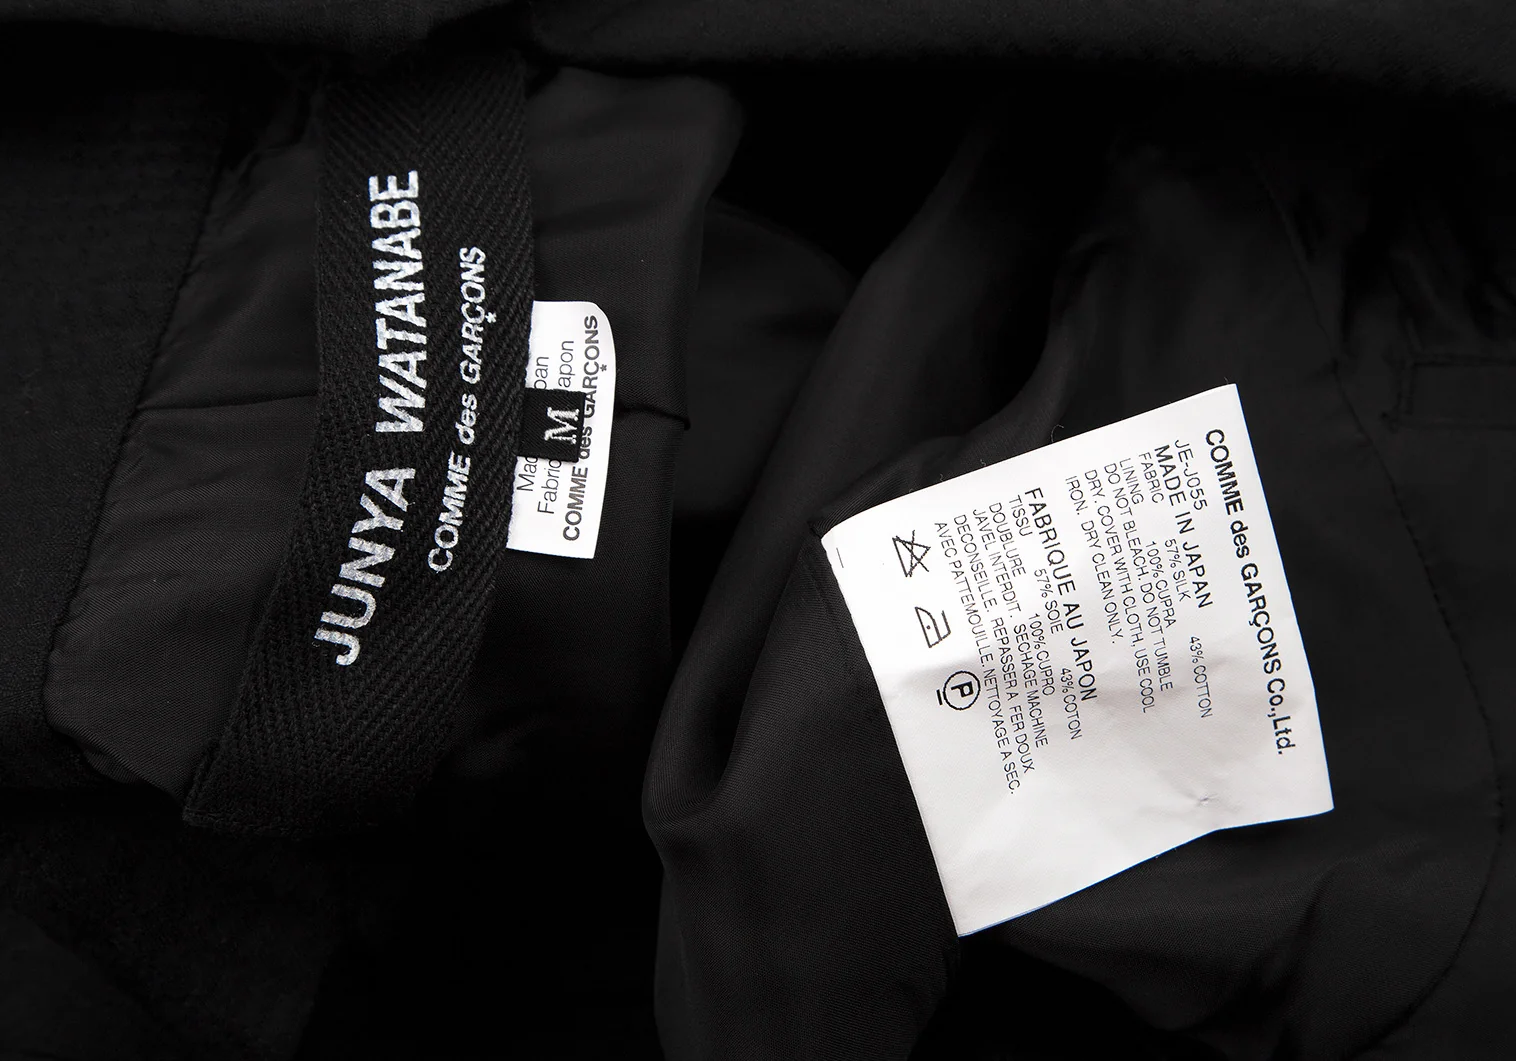 JUNYA WATANABE
COMME des GARÇONS
M
COMME des GARÇONS
COMME des GARÇONS Co.,Ltd.
JE-J055
MADE IN JAPAN
FABRIC 57% SILK 43% COTTON
LINING 100% CUPRA
DO NOT BLEACH. DO NOT TUMBLE
DRY. COVER WITH CLOTH, USE COOL
IRON. DRY CLEAN ONLY.
FABRIQUE AU JAPON
TISSU 57% SOIE 43% COTON
DOUBLURE 100% CUPRO
JAVEL INTERDIT. SECHAGE MACHINE
DECONSEILLE. REPASSER A FER DOUX
AVEC PATTEMOUILLE. NETTOYAGE A SEC.
P